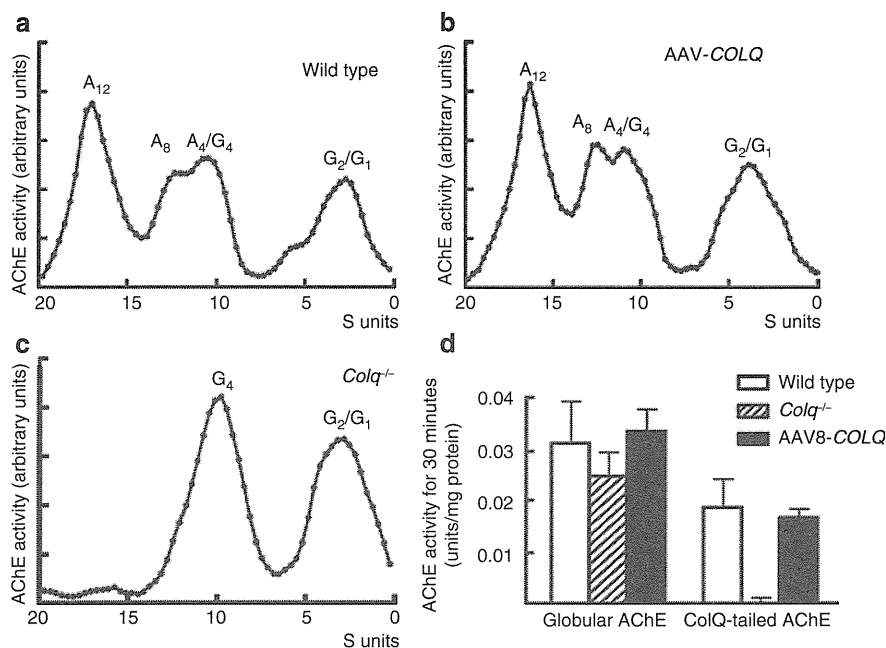 a
AChE activity (arbitrary units)
Wild type
A12
A8
A4/G4
G2/G1
20 15 10 5 0
S units
b
AChE activity (arbitrary units)
AAV-COLQ
A12
A8
A4/G4
G2/G1
20 15 10 5 0
S units
c
AChE activity (arbitrary units)
Colq-/-
G4
G2/G1
20 15 10 5 0
S units
d
AChE activity for 30 minutes
(units/mg protein)
0.04
0.03
0.02
0.01
Wild type
Colq-/-
AAV8-COLQ
Globular AChE
ColQ-tailed AChE